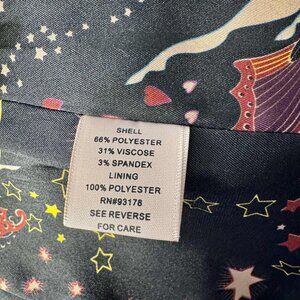 SHELL
66% POLYESTER
31% VISCOSE
3% SPANDEX
LINING
100% POLYESTER
RN#93178
SEE REVERSE
FOR CARE